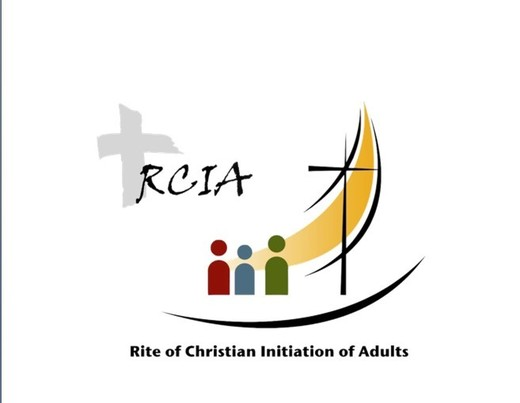 RCIA
Rite of Christian Initiation of Adults